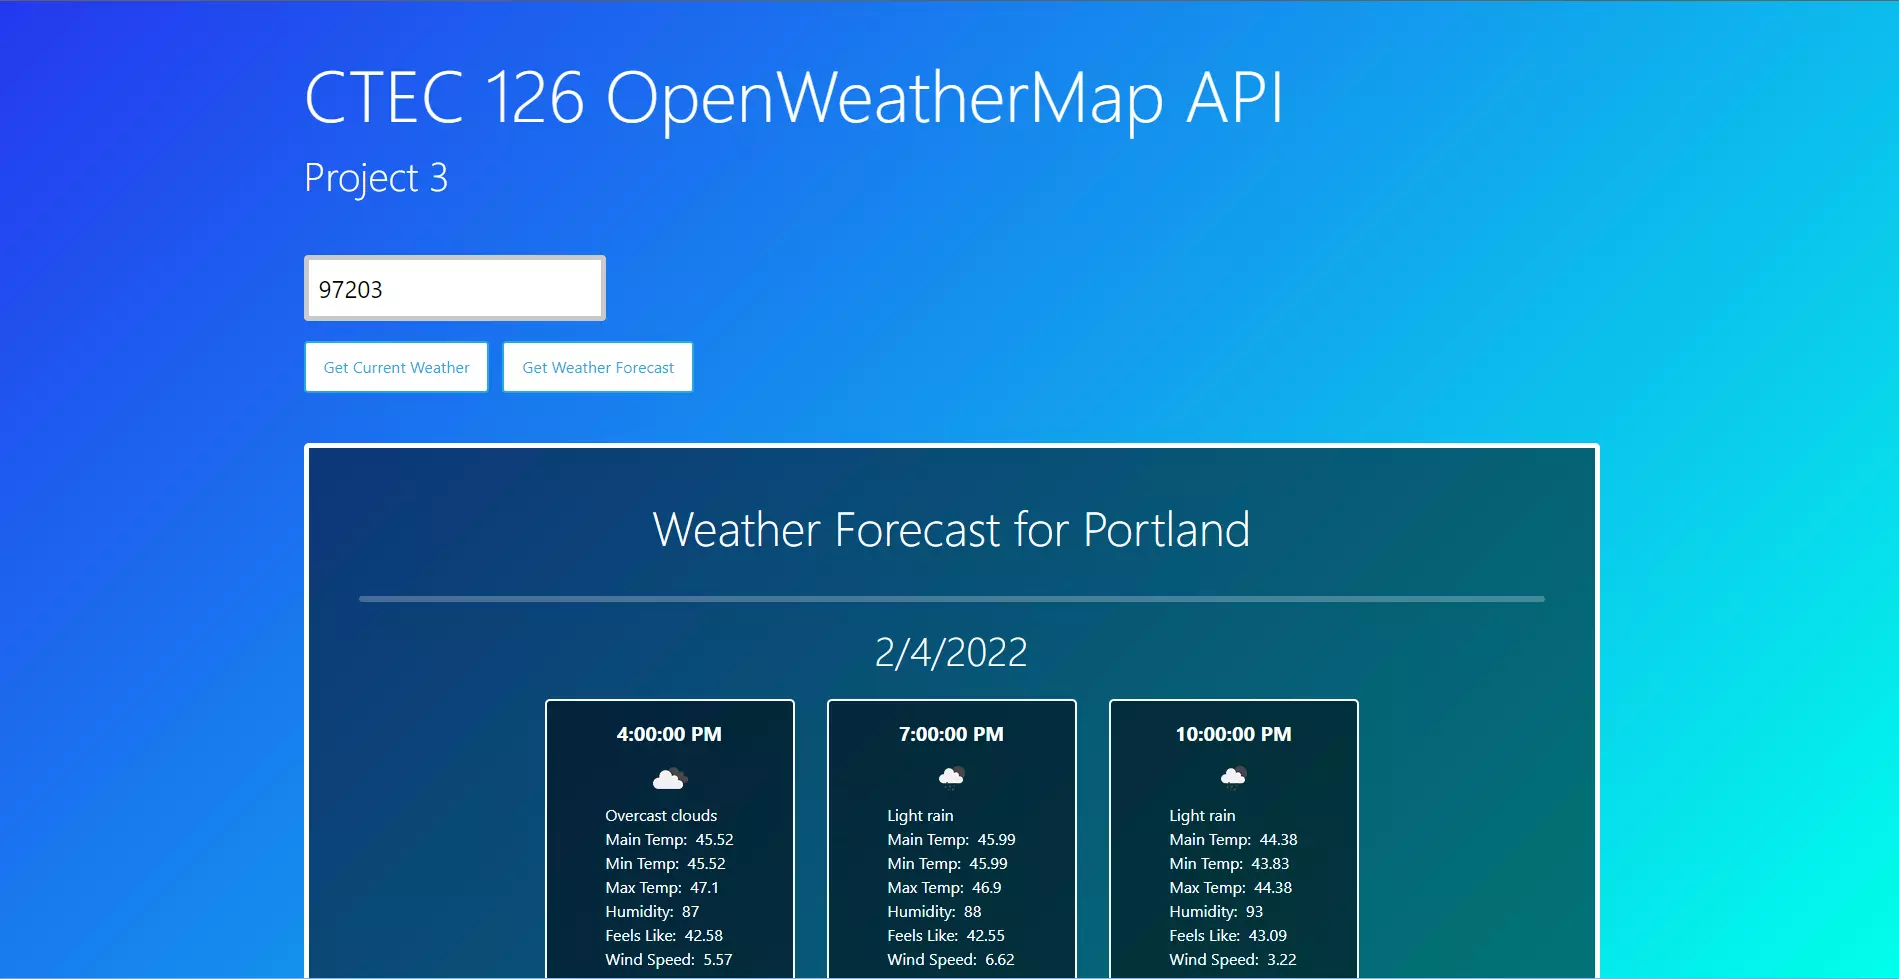 CTEC 126 OpenWeatherMap API
Project 3
97203
Get Current Weather
Get Weather Forecast
Weather Forecast for Portland
2/4/2022
4:00:00 PM
Overcast clouds
Main Temp: 45.52
Min Temp: 45.52
Max Temp: 47.1
Humidity: 87
Feels Like: 42.58
Wind Speed: 5.57
7:00:00 PM
Light rain
Main Temp: 45.99
Min Temp: 45.99
Max Temp: 46.9
Humidity: 88
Feels Like: 42.55
Wind Speed: 6.62
10:00:00 PM
Light rain
Main Temp: 44.38
Min Temp: 43.83
Max Temp: 44.38
Humidity: 93
Feels Like: 43.09
Wind Speed: 3.22